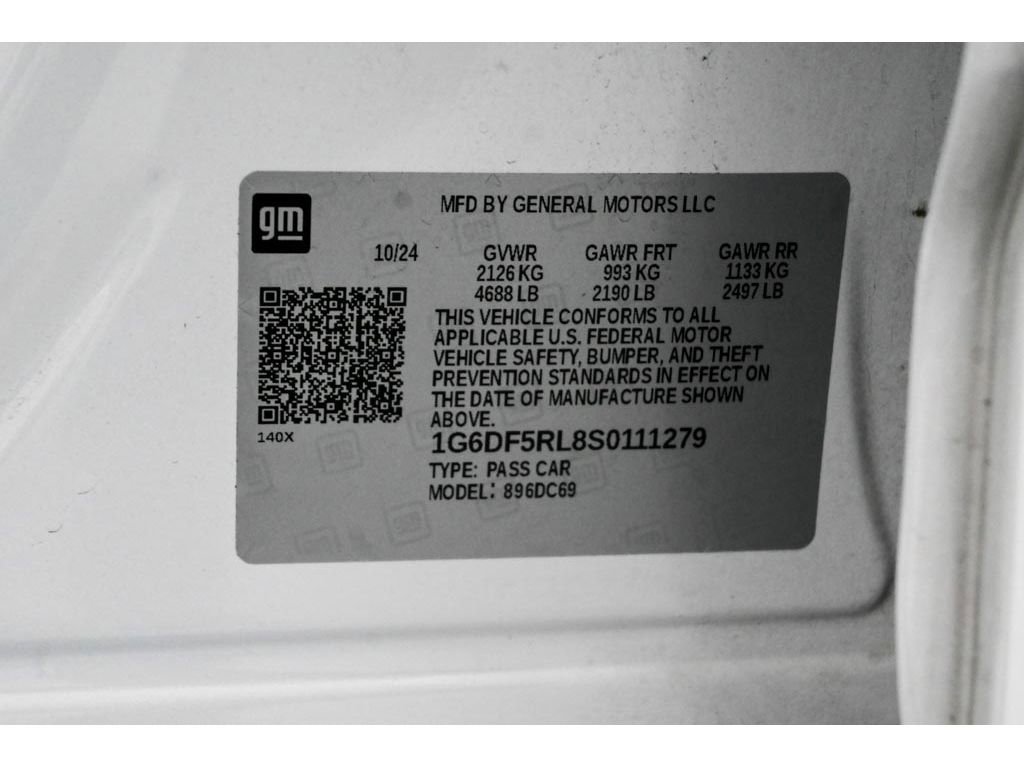 gm
MFD BY GENERAL MOTORS LLC
10/24 GVWR GAWR FRT GAWR RR
2126 KG 993 KG 1133 KG
4688 LB 2190 LB 2497 LB
THIS VEHICLE CONFORMS TO ALL
APPLICABLE U.S. FEDERAL MOTOR
VEHICLE SAFETY, BUMPER, AND THEFT
PREVENTION STANDARDS IN EFFECT ON
THE DATE OF MANUFACTURE SHOWN
ABOVE.
140X
1G6DF5RL8S0111279
TYPE: PASS CAR
MODEL: 896DC69